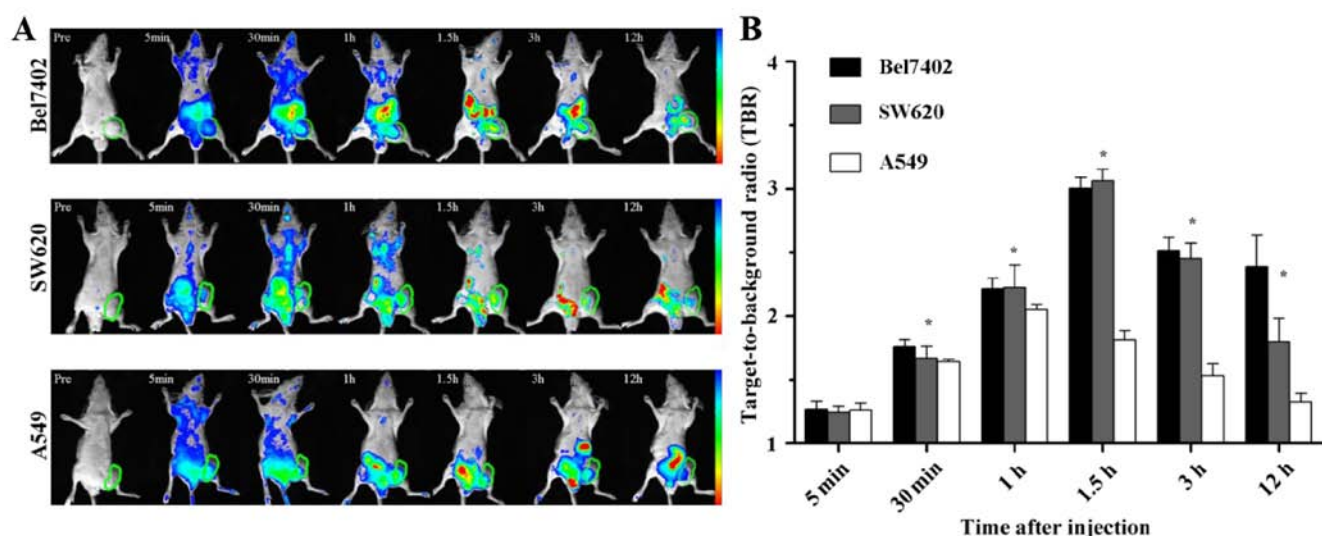 A
Bel7402
Pre 5min 30min 1h 1.5h 3h 12h
SW620
Pre 5min 30min 1h 1.5h 3h 12h
A549
Pre 5min 30min 1h 1.5h 3h 12h
B
Target-to-background radio (TBR)
4
3
2
1
Bel7402
SW620
A549
* * * * *
5 min 30 min 1 h 1.5 h 3 h 12 h
Time after injection